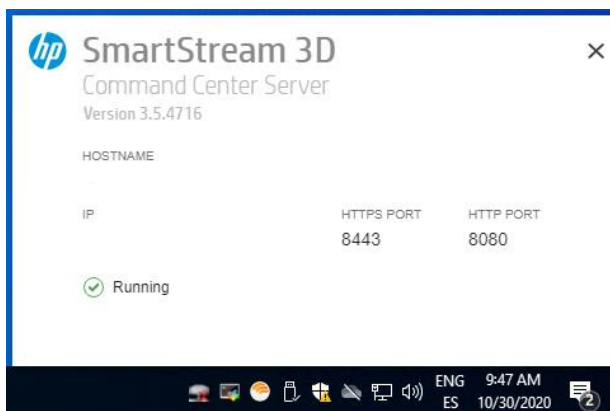 hp SmartStream 3D
Command Center Server
Version 3.5.4716
HOSTNAME
IP HTTPS PORT HTTP PORT
8443 8080
Running
ENG 9:47 AM
ES 10/30/2020 2